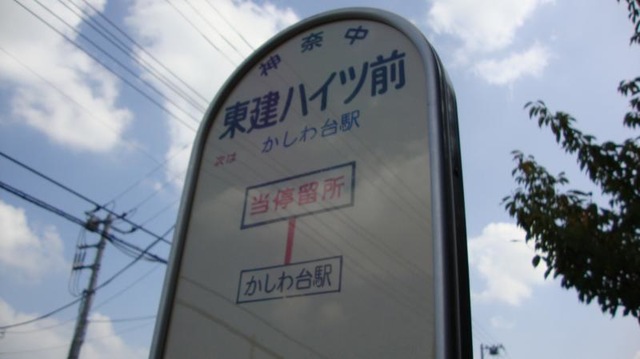 神奈中
東建ハイツ前
次は かしわ台駅
当停留所
かしわ台駅